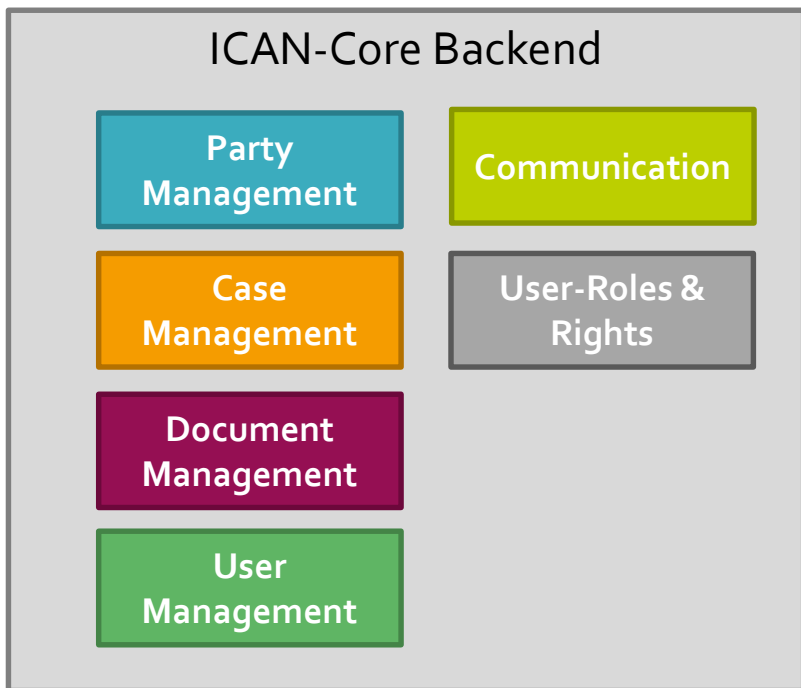 ICAN-Core Backend
Party
Management
Communication
Case
Management
User-Roles &
Rights
Document
Management
User
Management